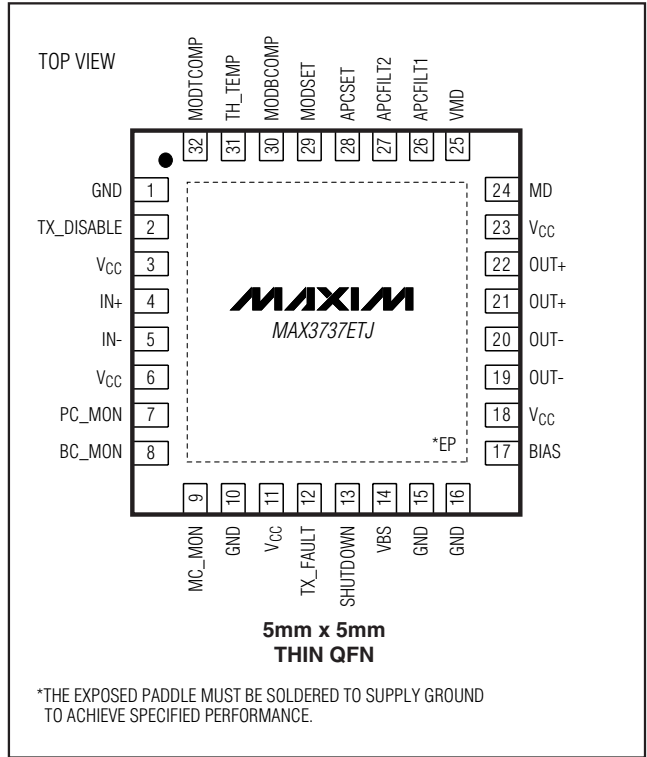 TOP VIEW
MODTCOMP
TH_TEMP
MODBCOMP
MODSET
APCSET
APCFILT2
APCFILT1
VMD
32
31
30
29
28
27
26
25
GND 1
TX_DISABLE 2
VCC 3
IN+ 4
IN- 5
VCC 6
PC_MON 7
BC_MON 8
MAXIM
MAX3737ETJ
*EP
24 MD
23 VCC
22 OUT+
21 OUT+
20 OUT-
19 OUT-
18 VCC
17 BIAS
9
10
11
12
13
14
15
16
MC_MON
GND
VCC
TX_FAULT
SHUTDOWN
VBS
GND
GND
5mm x 5mm
THIN QFN
*THE EXPOSED PADDLE MUST BE SOLDERED TO SUPPLY GROUND
TO ACHIEVE SPECIFIED PERFORMANCE.